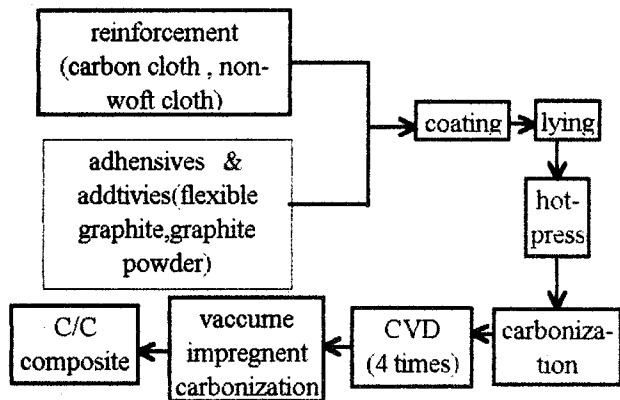 reinforcement
(carbon cloth , non-
woft cloth)
adhensives &
addtivies(flexible
graphite,graphite
powder)
coating
lying
hot-
press
carboniza-
tion
CVD
(4 times)
vaccume
impregnent
carbonization
C/C
composite